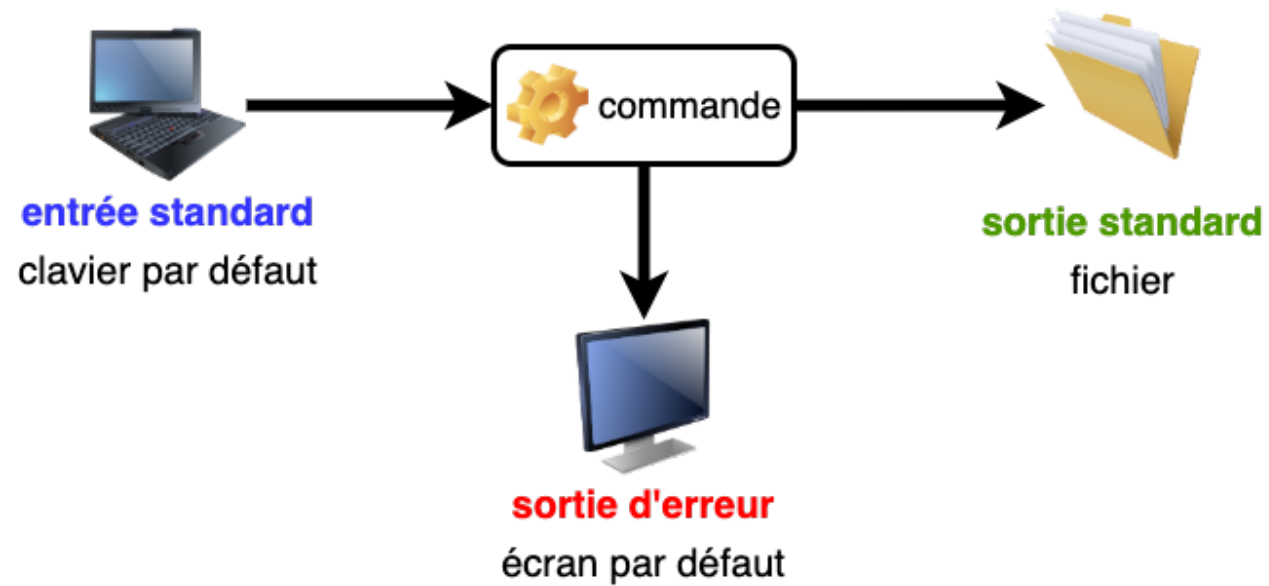 commande
entrée standard
clavier par défaut
sortie standard
fichier
sortie d'erreur
écran par défaut